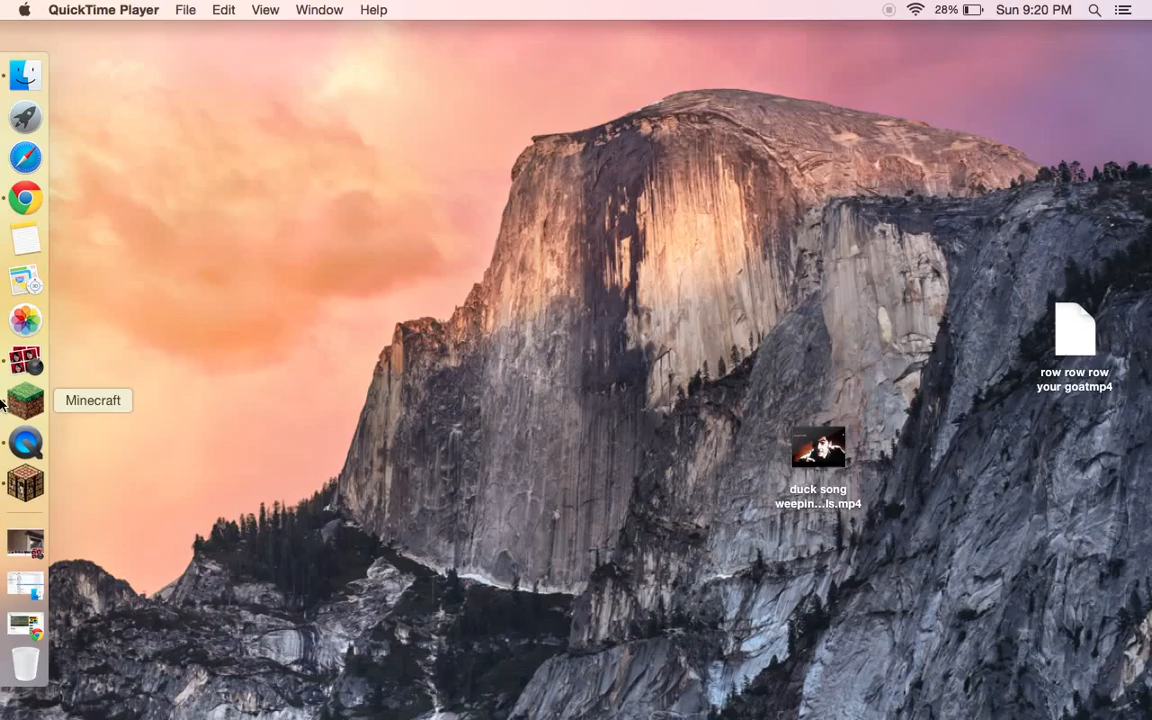 QuickTime Player File Edit View Window Help 28% Sun 9:20 PM
row row row
your goatmp4
Minecraft
duck song
weepin...ls.mp4